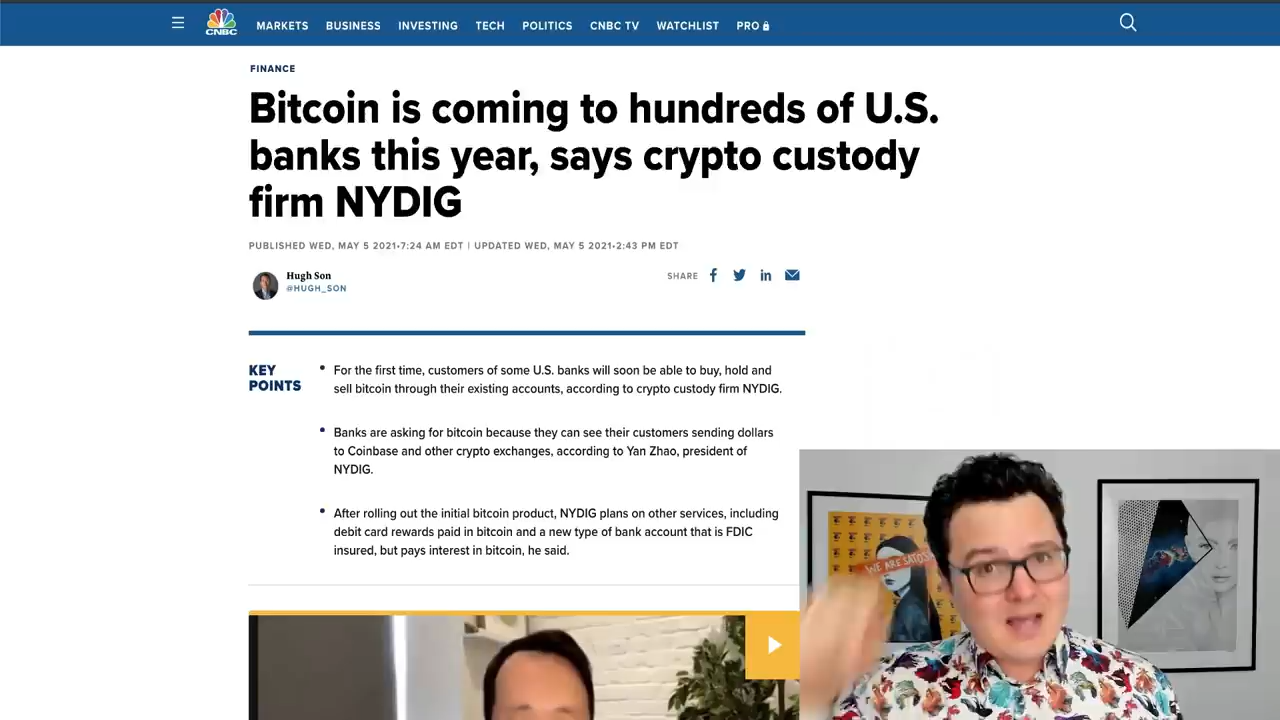 CNBC
MARKETS BUSINESS INVESTING TECH POLITICS CNBC TV WATCHLIST PRO
FINANCE
Bitcoin is coming to hundreds of U.S.
banks this year, says crypto custody
firm NYDIG
PUBLISHED WED, MAY 5 2021•7:24 AM EDT | UPDATED WED, MAY 5 2021•2:43 PM EDT
Hugh Son
@HUGH_SON
SHARE
KEY
POINTS
• For the first time, customers of some U.S. banks will soon be able to buy, hold and
sell bitcoin through their existing accounts, according to crypto custody firm NYDIG.
• Banks are asking for bitcoin because they can see their customers sending dollars
to Coinbase and other crypto exchanges, according to Yan Zhao, president of
NYDIG.
• After rolling out the initial bitcoin product, NYDIG plans on other services, including
debit card rewards paid in bitcoin and a new type of bank account that is FDIC
insured, but pays interest in bitcoin, he said.
WE ARE SATOSHI